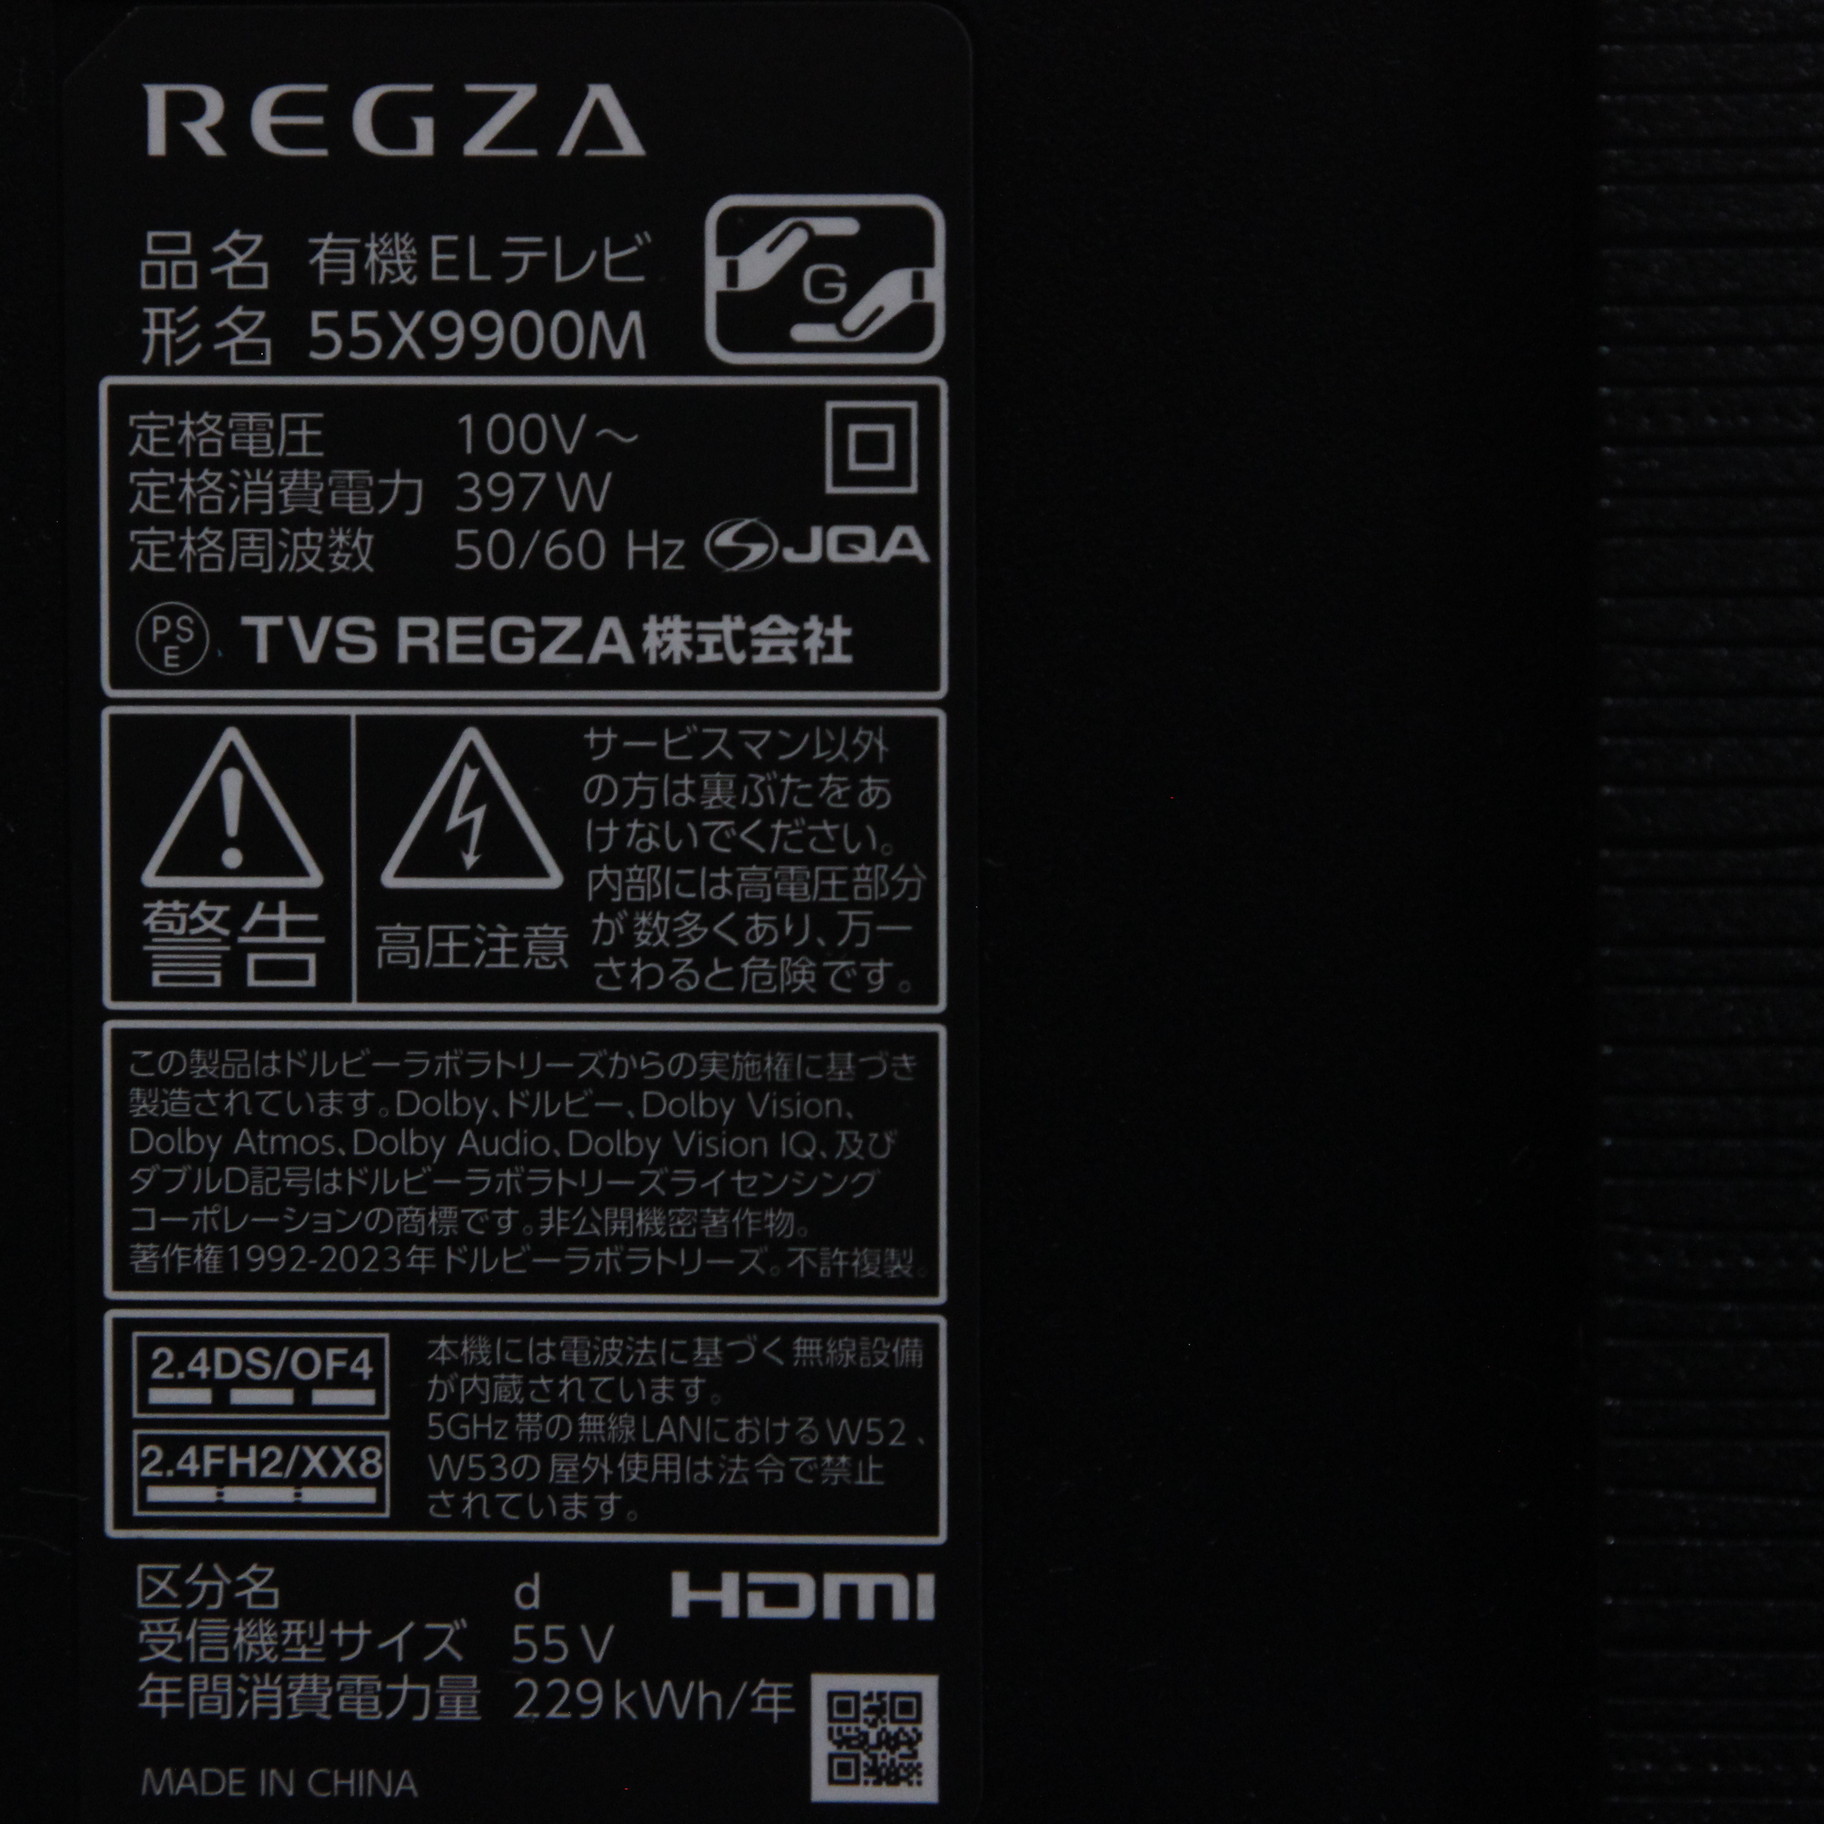 REGZA
品名 有機ELテレビ
形名 55X9900M
G
定格電圧 100V～
定格消費電力 397W
定格周波数 50/60 Hz
JQA
PS
E
TVS REGZA株式会社
警告
高圧注意
サービスマン以外
の方は裏ぶたをあ
けないでください。
内部には高電圧部分
が数多くあり、万一
さわると危険です。
この製品はドルビーラボラトリーズからの実施権に基づき
製造されています。Dolby、ドルビー、Dolby Vision、
Dolby Atmos、Dolby Audio、Dolby Vision IQ、及び
ダブルD記号はドルビーラボラトリーズライセンシング
コーポレーションの商標です。非公開機密著作物。
著作権1992-2023年ドルビーラボラトリーズ。不許複製。
2.4DS/OF4
2.4FH2/XX8
本機には電波法に基づく無線設備
が内蔵されています。
5GHz帯の無線LANにおけるW52、
W53の屋外使用は法令で禁止
されています。
区分名 d
HDMI
受信機型サイズ 55V
年間消費電力量 229kWh/年
MADE IN CHINA